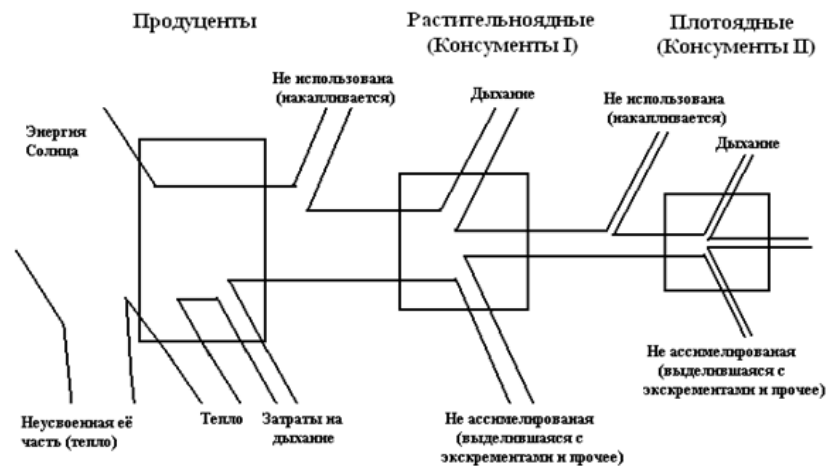 Продуценты
Растительноядные
(Консументы I)
Плотоядные
(Консументы II)
Не использована
(накапливается)
Дыхание
Не использована
(накапливается)
Дыхание
Энергия
Солнца
Неусвоенная её
часть (тепло)
Тепло
Затраты на
дыхание
Не ассимелированая
(выделившаяся с
экскрементами и прочее)
Не ассимелированая
(выделившаяся с
экскрементами и прочее)